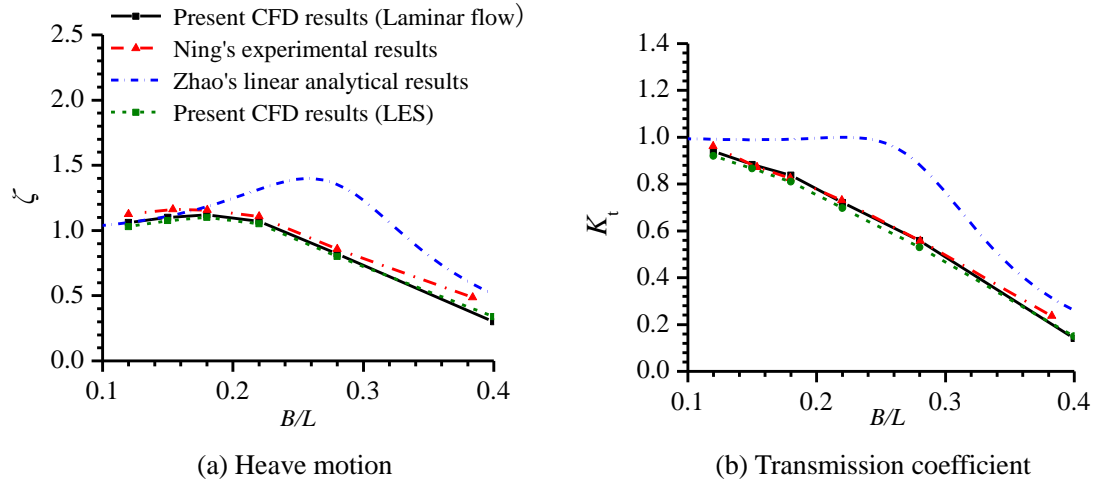 Present CFD results (Laminar flow)
Ning's experimental results
Zhao's linear analytical results
Present CFD results (LES)
2.5
2.0
1.5
1.0
0.5
0.0
ζ
0.1
0.2
0.3
0.4
B/L
(a) Heave motion
1.4
1.2
1.0
0.8
0.6
0.4
0.2
0.0
Kt
0.1
0.2
0.3
0.4
B/L
(b) Transmission coefficient